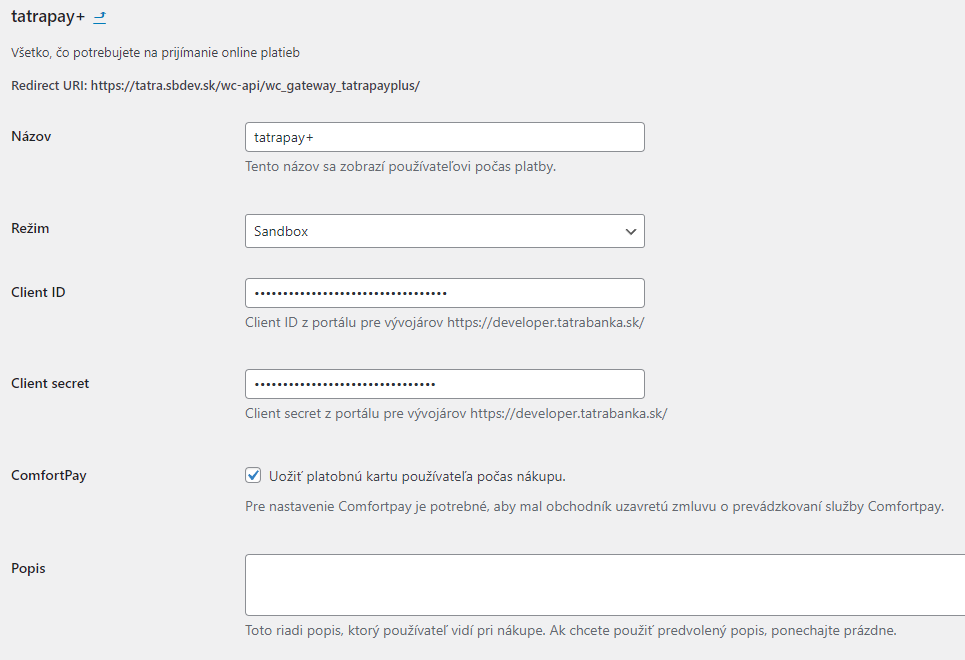 tatrapay+
Všetko, čo potrebujete na prijímanie online platieb
Redirect URI: https://tatra.sbdev.sk/wc-api/wc_gateway_tatrapayplus/
Názov
tatrapay+
Tento názov sa zobrazí používateľovi počas platby.
Režim
Sandbox
Client ID
••••••••••••••••••••••••••••••••••
Client ID z portálu pre vývojárov https://developer.tatrabanka.sk/
Client secret
••••••••••••••••••••••••••••••••
Client secret z portálu pre vývojárov https://developer.tatrabanka.sk/
ComfortPay
Uožiť platobnú kartu používateľa počas nákupu.
Pre nastavenie Comfortpay je potrebné, aby mal obchodník uzavretú zmluvu o prevádzkovaní služby Comfortpay.
Popis
Toto riadi popis, ktorý používateľ vidí pri nákupe. Ak chcete použiť predvolený popis, ponechajte prázdne.